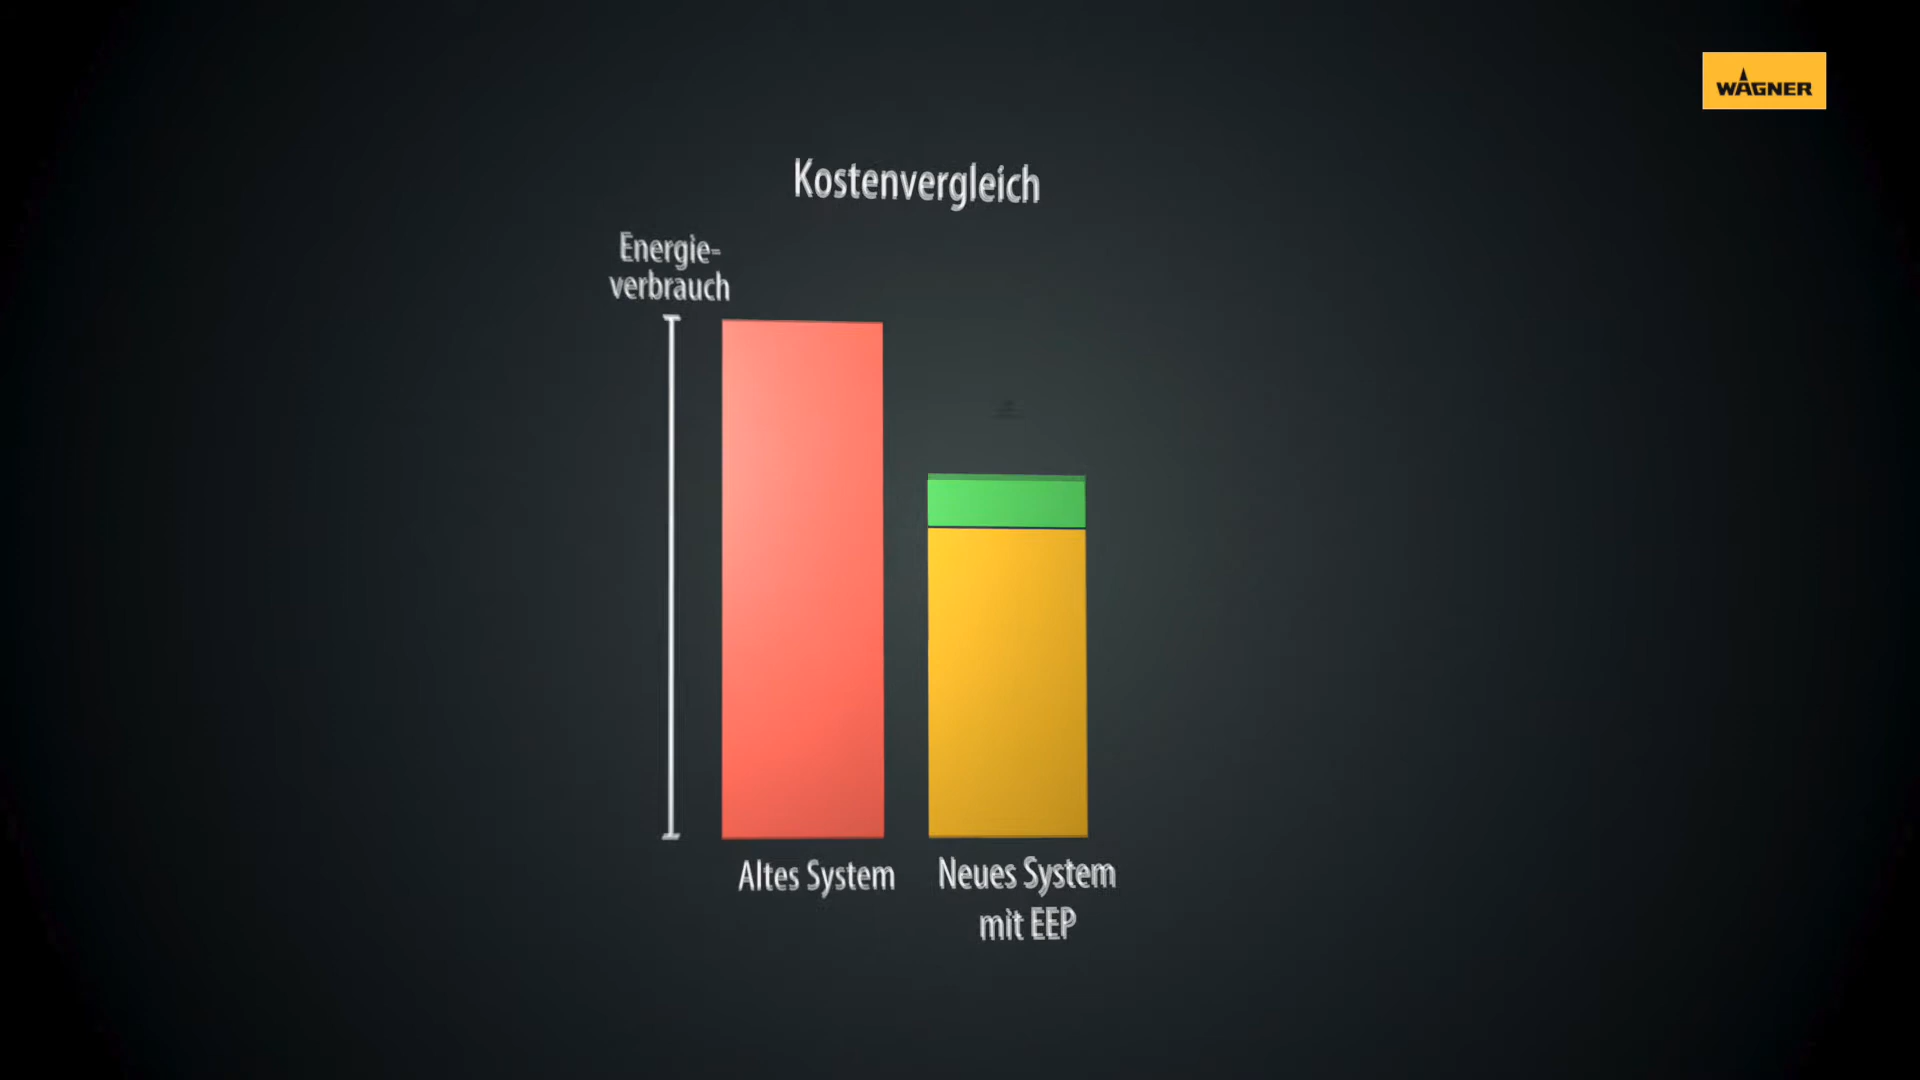 WAGNER
Kostenvergleich
Energie-
verbrauch
Altes System
Neues System
mit EEP